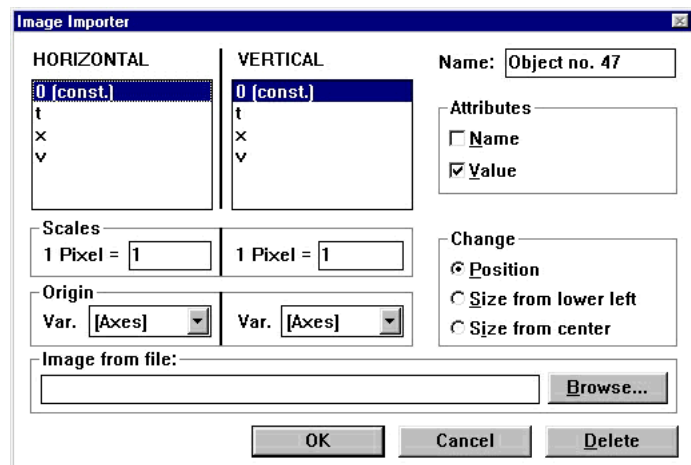 Image Importer
HORIZONTAL
VERTICAL
Name: Object no. 47
0 (const.)
t
x
v
0 (const.)
t
x
v
Attributes
Name
Value
Scales
1 Pixel = 1
1 Pixel = 1
Change
Position
Size from lower left
Size from center
Origin
Var. [Axes]
Var. [Axes]
Image from file:
Browse...
OK
Cancel
Delete